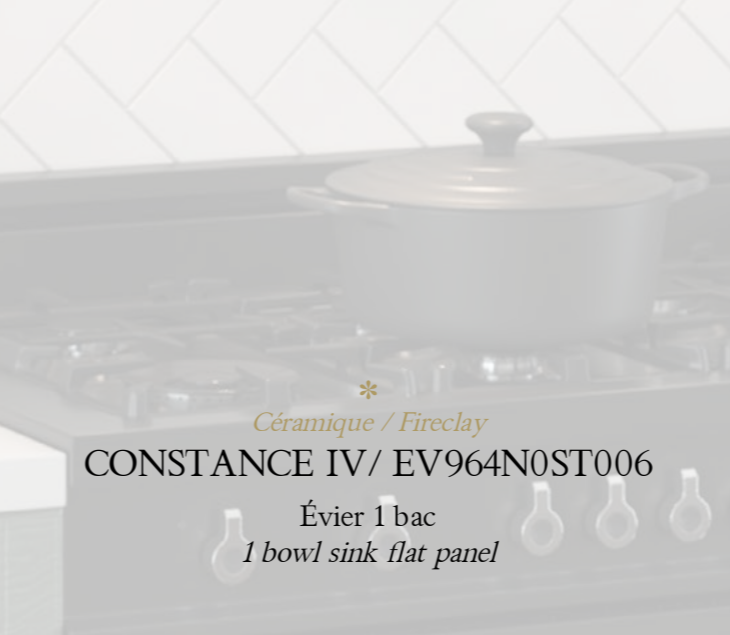 Céramique / Fireclay
CONSTANCE IV/ EV964N0ST006
Évier 1 bac
1 bowl sink flat panel